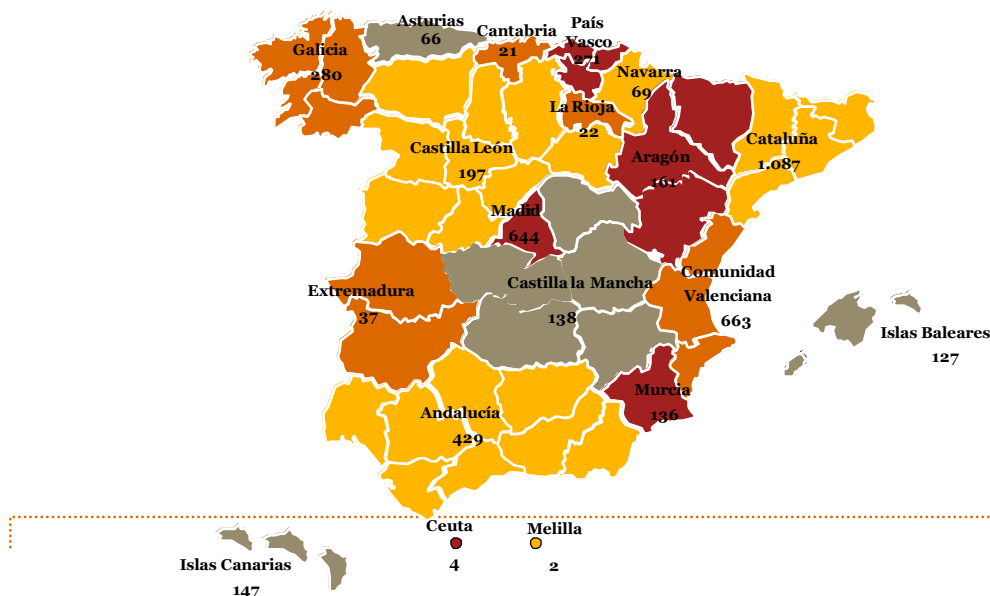 Asturias
66
Cantabria
21
País
Vasco
271
Galicia
280
Navarra
69
La Rioja
22
Cataluña
1.087
Castilla León
197
Aragón
161
Madrid
644
Comunidad
Valenciana
663
Extremadura
37
Castilla la Mancha
138
Islas Baleares
127
Murcia
136
Andalucía
429
Ceuta
4
Melilla
2
Islas Canarias
147